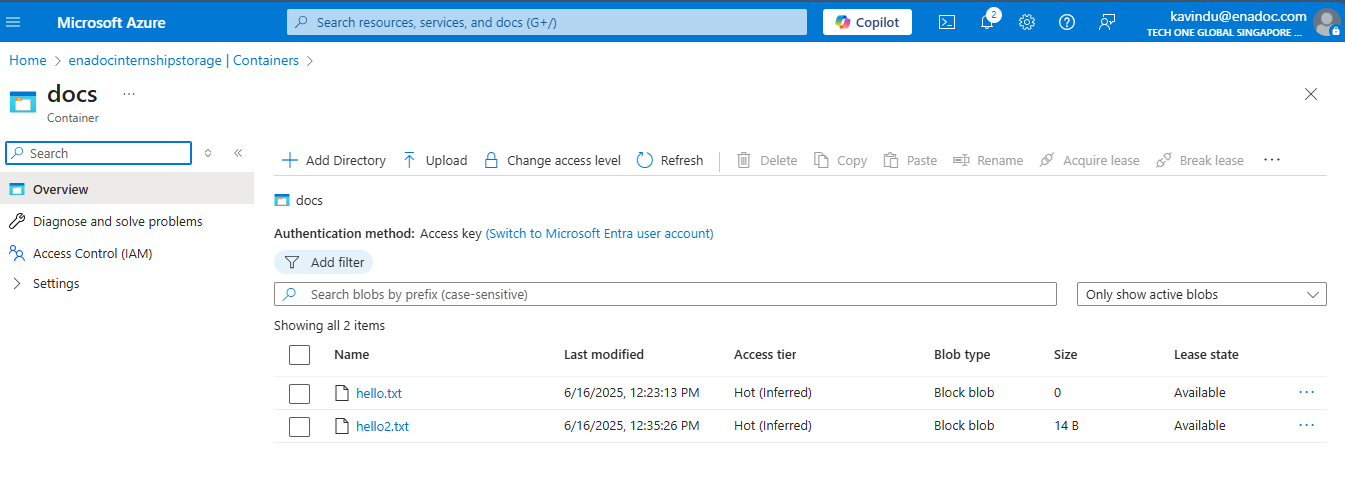 Microsoft Azure
Search resources, services, and docs (G+/)
Copilot
2
kavindu@enadoc.com
TECH ONE GLOBAL SINGAPORE ...
Home > enadocinternshipstorage | Containers >
docs ...
Container
Search
Overview
Diagnose and solve problems
Access Control (IAM)
Settings
Add Directory Upload Change access level Refresh Delete Copy Paste Rename Acquire lease Break lease ...
docs
Authentication method: Access key (Switch to Microsoft Entra user account)
Add filter
Search blobs by prefix (case-sensitive)
Only show active blobs
Showing all 2 items
Name Last modified Access tier Blob type Size Lease state
hello.txt 6/16/2025, 12:23:13 PM Hot (Inferred) Block blob 0 Available ...
hello2.txt 6/16/2025, 12:35:26 PM Hot (Inferred) Block blob 14 B Available ...